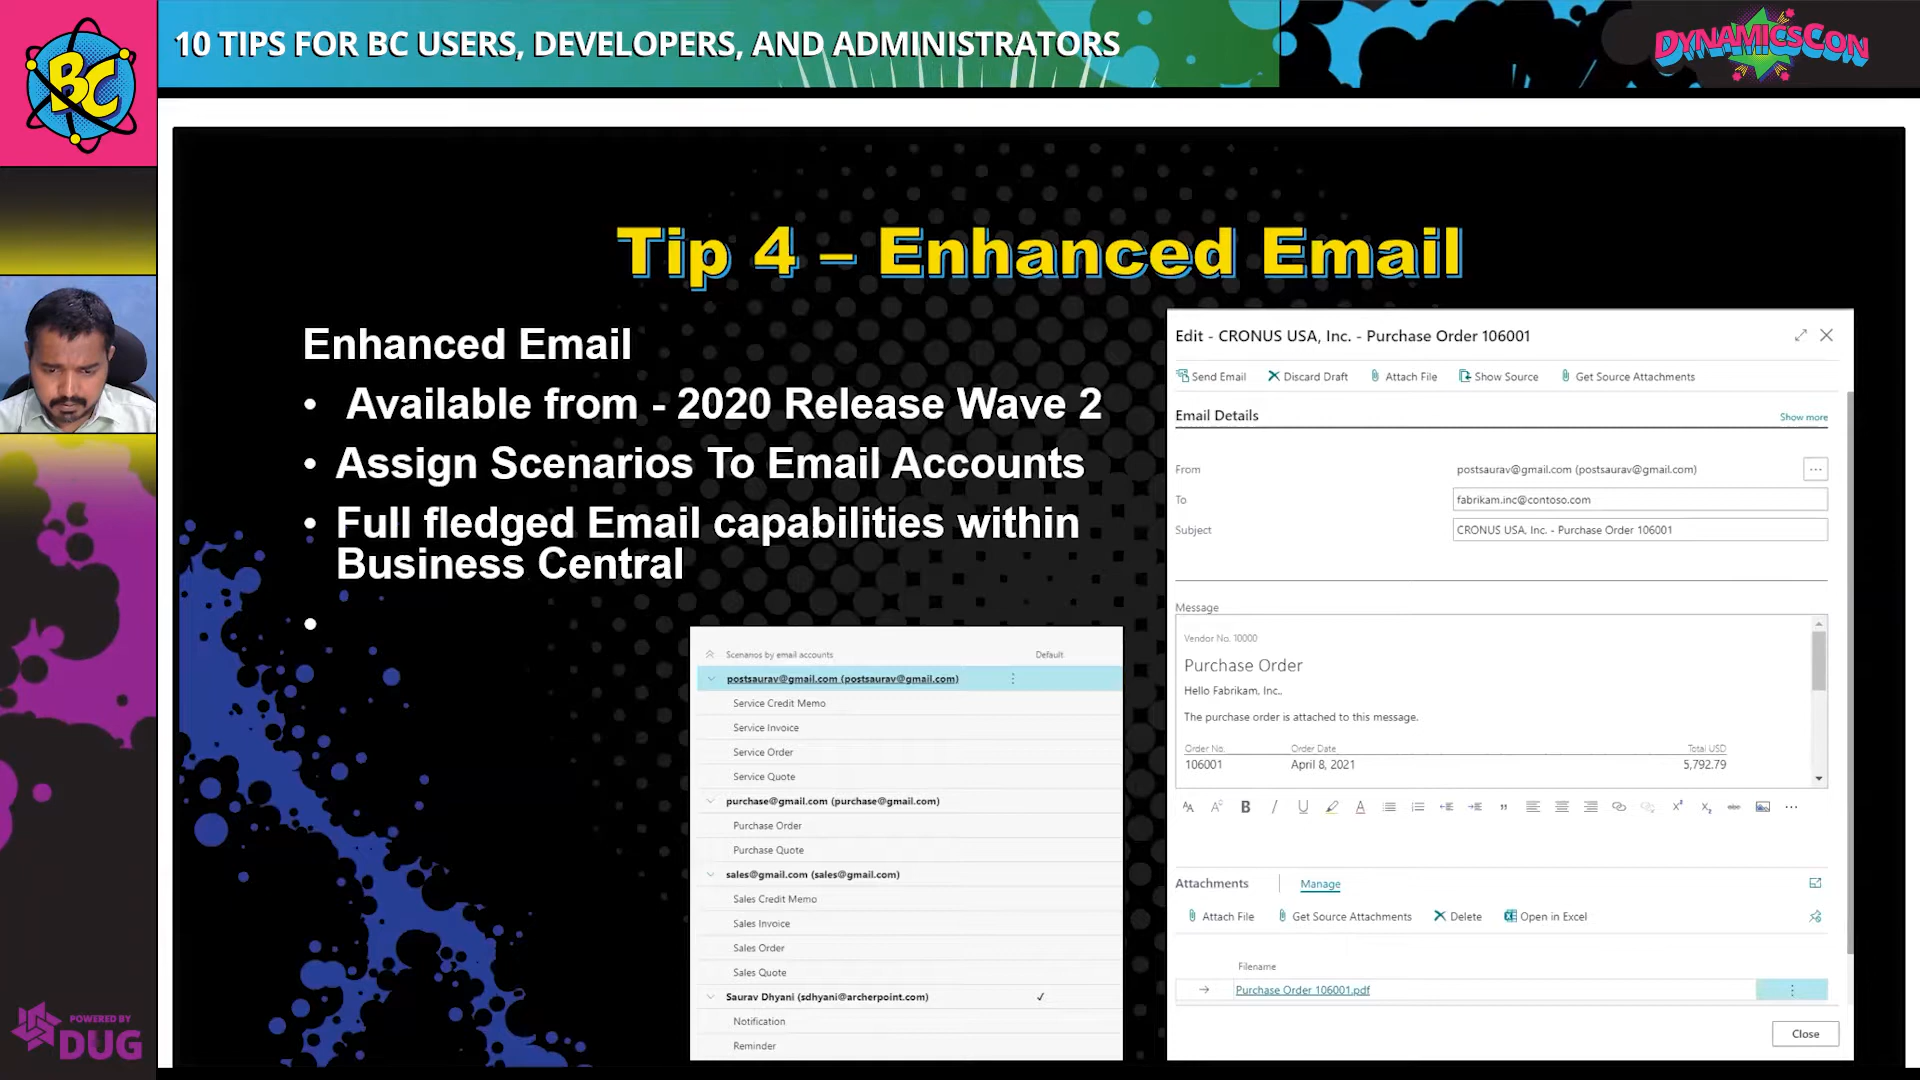 BC
10 TIPS FOR BC USERS, DEVELOPERS, AND ADMINISTRATORS
DYNAMICSCON
Tip 4 – Enhanced Email
Enhanced Email
• Available from - 2020 Release Wave 2
• Assign Scenarios To Email Accounts
• Full fledged Email capabilities within
Business Central
•
Scenarios by email accounts Default
postsaurav@gmail.com (postsaurav@gmail.com)
Service Credit Memo
Service Invoice
Service Order
Service Quote
purchase@gmail.com (purchase@gmail.com)
Purchase Order
Purchase Quote
sales@gmail.com (sales@gmail.com)
Sales Credit Memo
Sales Invoice
Sales Order
Sales Quote
Saurav Dhyani (sdhyani@archerpoint.com) ✓
Notification
Reminder
Edit - CRONUS USA, Inc. - Purchase Order 106001
Send Email Discard Draft Attach File Show Source Get Source Attachments
Email Details Show more
From postsaurav@gmail.com (postsaurav@gmail.com) ...
To fabrikam.inc@contoso.com
Subject CRONUS USA, Inc. - Purchase Order 106001
Message
Vendor No. 10000
Purchase Order
Hello Fabrikam, Inc..
The purchase order is attached to this message.
Order No. Order Date Total USD
106001 April 8, 2021 5,792.79
Attachments Manage
Attach File Get Source Attachments Delete Open in Excel
Filename
Purchase Order 106001.pdf
Close
POWERED BY
DUG